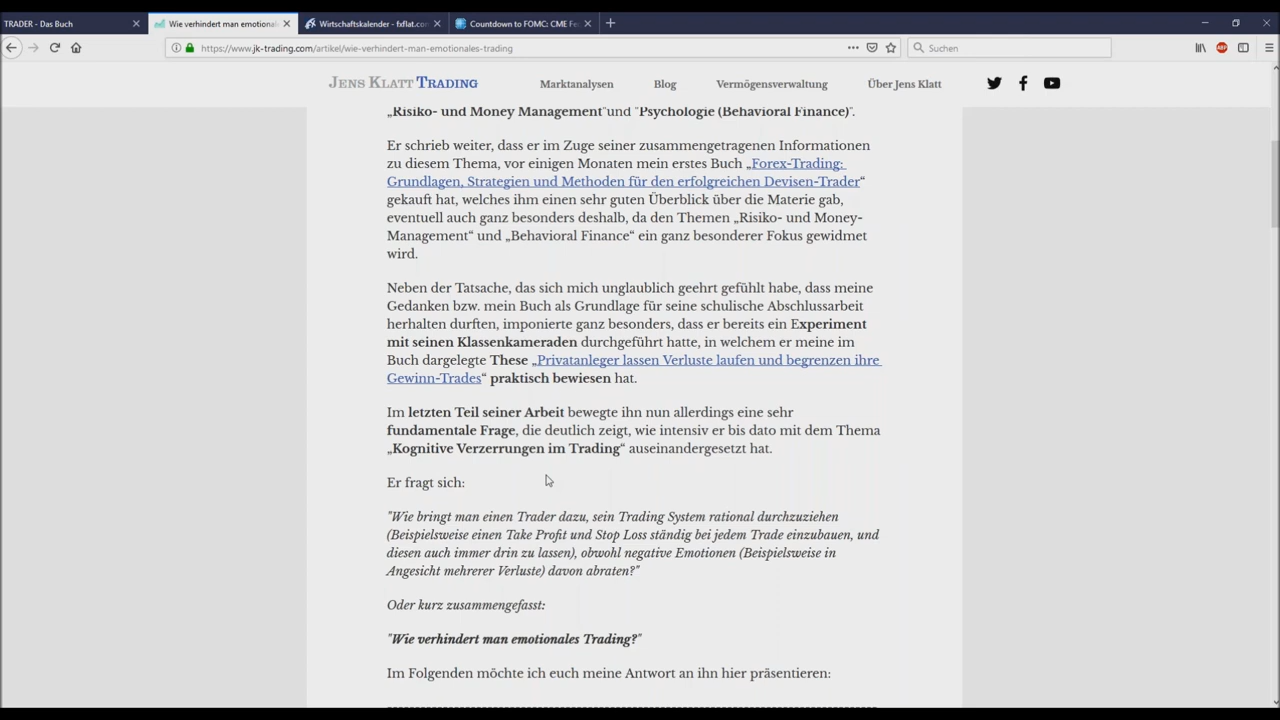 TRADER - Das Buch
Wie verhindert man emotional
Wirtschaftskalender - fxflat.co
Countdown to FOMC: CME Fe
https://www.jk-trading.com/artikel/wie-verhindert-man-emotionales-trading
Suchen
ABP
JENS KLATT TRADING
Marktanalysen
Blog
Vermögensverwaltung
Über Jens Klatt
„Risiko- und Money Management"und "Psychologie (Behavioral Finance)".
Er schrieb weiter, dass er im Zuge seiner zusammengetragenen Informationen
zu diesem Thema, vor einigen Monaten mein erstes Buch „Forex-Trading:
Grundlagen, Strategien und Methoden für den erfolgreichen Devisen-Trader“
gekauft hat, welches ihm einen sehr guten Überblick über die Materie gab,
eventuell auch ganz besonders deshalb, da den Themen „Risiko- und Money-
Management“ und „Behavioral Finance“ ein ganz besonderer Fokus gewidmet
wird.
Neben der Tatsache, das sich mich unglaublich geehrt gefühlt habe, dass meine
Gedanken bzw. mein Buch als Grundlage für seine schulische Abschlussarbeit
herhalten durften, imponierte ganz besonders, dass er bereits ein Experiment
mit seinen Klassenkameraden durchgeführt hatte, in welchem er meine im
Buch dargelegte These „Privatanleger lassen Verluste laufen und begrenzen ihre
Gewinn-Trades“ praktisch bewiesen hat.
Im letzten Teil seiner Arbeit bewegte ihn nun allerdings eine sehr
fundamentale Frage, die deutlich zeigt, wie intensiv er bis dato mit dem Thema
„Kognitive Verzerrungen im Trading“ auseinandergesetzt hat.
Er fragt sich:
"Wie bringt man einen Trader dazu, sein Trading System rational durchzuziehen
(Beispielsweise einen Take Profit und Stop Loss ständig bei jedem Trade einzubauen, und
diesen auch immer drin zu lassen), obwohl negative Emotionen (Beispielsweise in
Angesicht mehrerer Verluste) davon abraten?"
Oder kurz zusammengefasst:
"Wie verhindert man emotionales Trading?"
Im Folgenden möchte ich euch meine Antwort an ihn hier präsentieren: